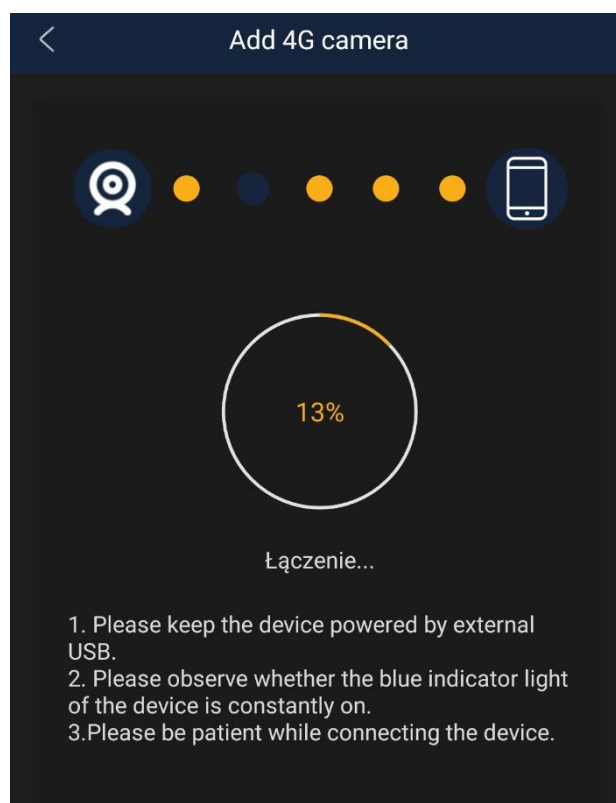 Add 4G camera
13%
Łączenie...
1. Please keep the device powered by external
USB.
2. Please observe whether the blue indicator light
of the device is constantly on.
3.Please be patient while connecting the device.